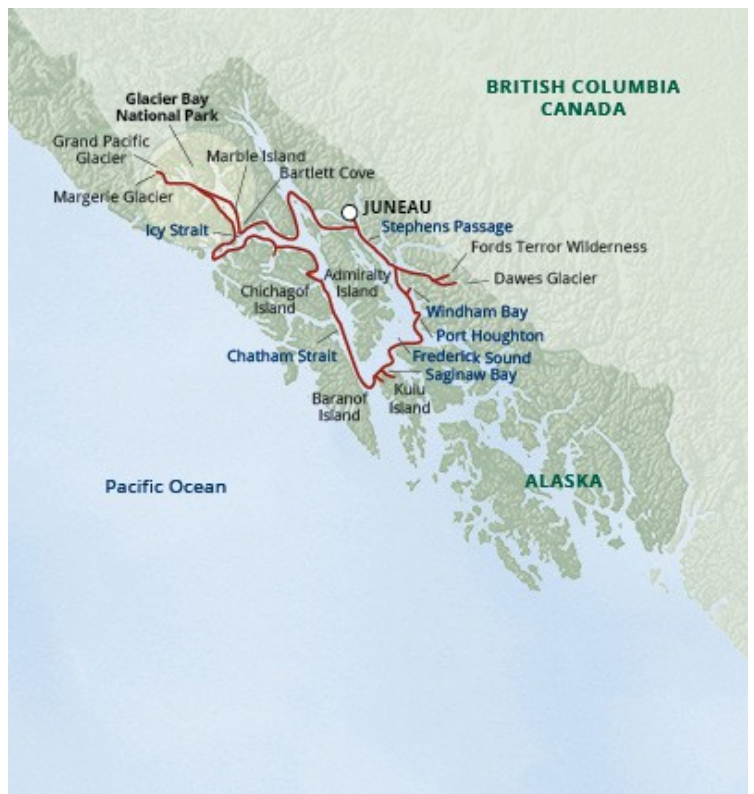 BRITISH COLUMBIA
CANADA
Glacier Bay
National Park
Grand Pacific
Glacier
Marble Island
Bartlett Cove
Margerie Glacier
JUNEAU
Icy Strait
Stephens Passage
Fords Terror Wilderness
Admiralty
Island
Dawes Glacier
Chichagof
Island
Windham Bay
Port Houghton
Chatham Strait
Frederick Sound
Saginaw Bay
Baranof
Island
Kuiu
Island
Pacific Ocean
ALASKA